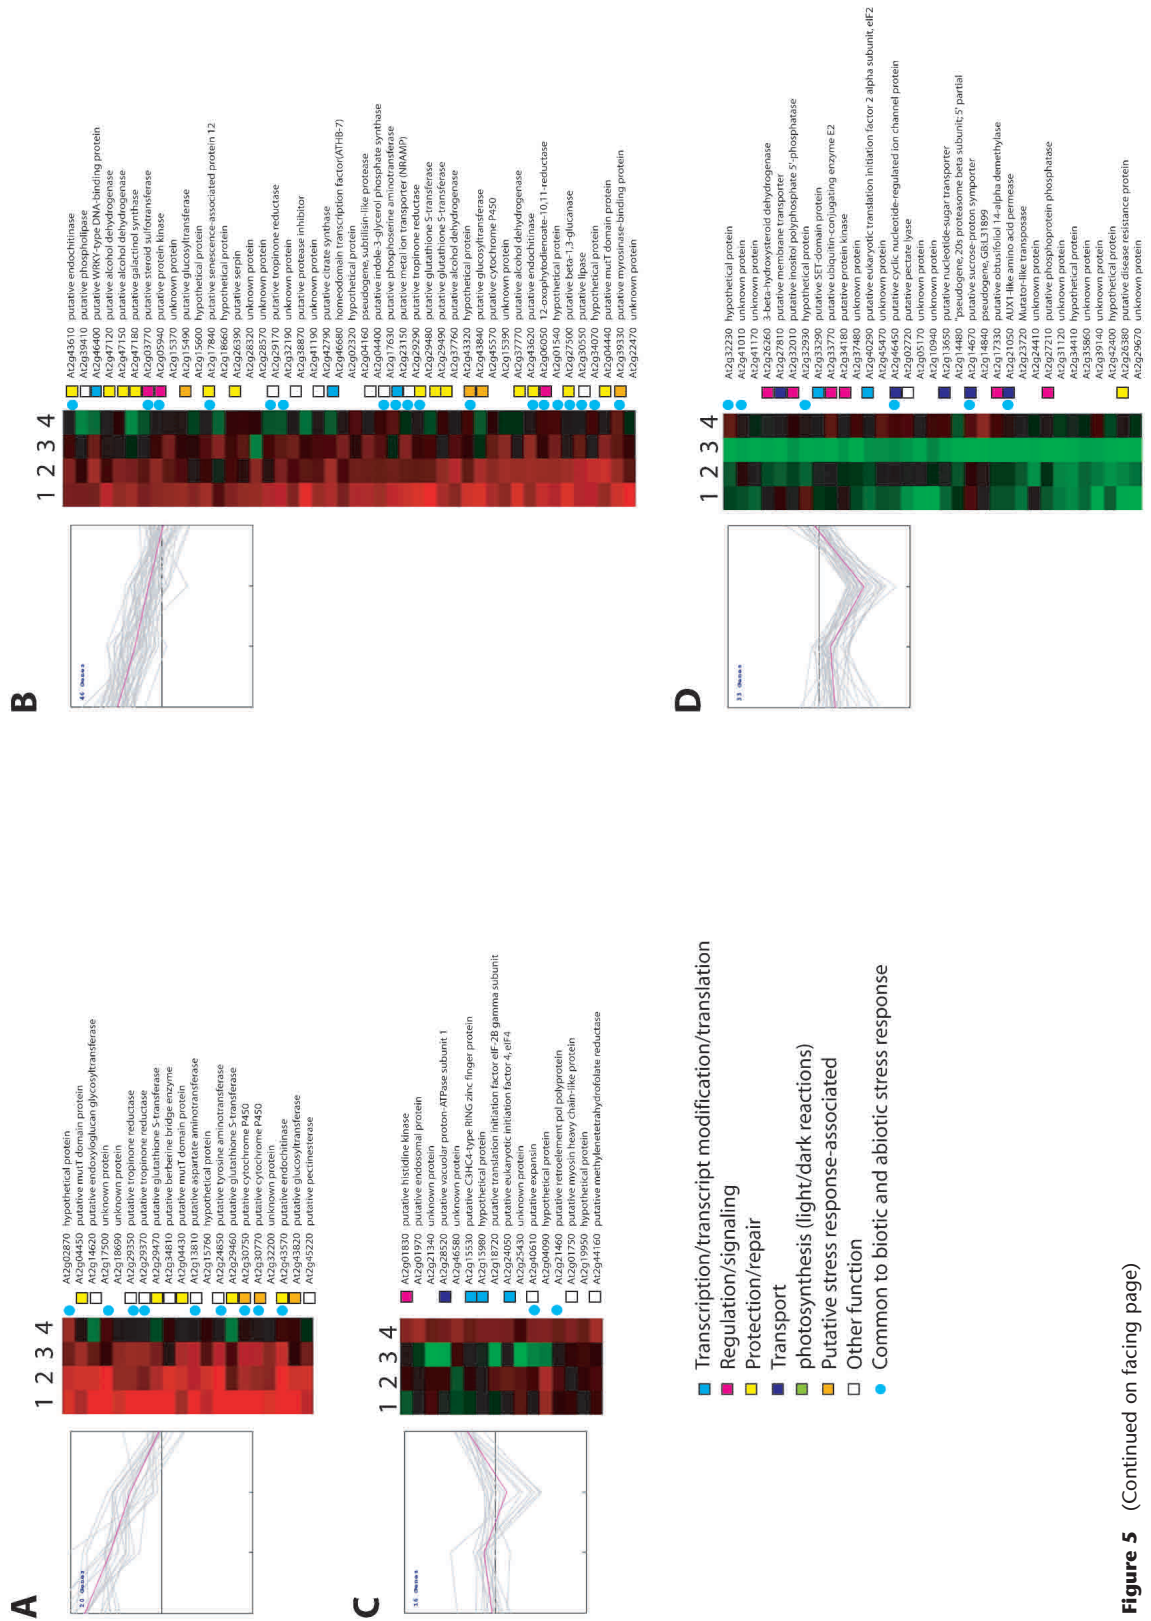 A
20 Genes
1 2 3 4
At2g02870 hypothetical protein
At2g04450 putative mutT domain protein
At2g14620 putative endoxyloglucan glycosyltransferase
At2g17500 unknown protein
At2g18690 unknown protein
At2g29350 putative tropinone reductase
At2g29370 putative tropinone reductase
At2g29470 putative glutathione S-transferase
At2g34810 putative berberine bridge enzyme
At2g04430 putative mutT domain protein
At2g13810 putative aspartate aminotransferase
At2g15760 hypothetical protein
At2g24850 putative tyrosine aminotransferase
At2g29460 putative glutathione S-transferase
At2g30750 putative cytochrome P450
At2g30770 putative cytochrome P450
At2g32200 unknown protein
At2g43570 putative endochitinase
At2g43820 putative glucosyltransferase
At2g45220 putative pectinesterase
B
46 Genes
1 2 3 4
At2g43610 putative endochitinase
At2g39410 putative phospholipase
At2g46400 putative WRKY-type DNA-binding protein
At2g47120 putative alcohol dehydrogenase
At2g47150 putative alcohol dehydrogenase
At2g47180 putative galactinol synthase
At2g03770 putative steroid sulfotransferase
At2g05940 putative protein kinase
At2g15370 unknown protein
At2g15490 putative glucosyltransferase
At2g15600 hypothetical protein
At2g17840 putative senescence-associated protein 12
At2g18660 hypothetical protein
At2g26390 putative serpin
At2g28320 unknown protein
At2g28570 unknown protein
At2g29170 putative tropinone reductase
At2g32190 unknown protein
At2g38870 putative protease inhibitor
At2g41190 unknown protein
At2g42790 putative citrate synthase
At2g46680 homeodomain transcription factor(ATHB-7)
At2g02320 hypothetical protein
At2g04160 pseudogene, subtilisin-like protease
At2g04400 putative indole-3-glycerol phosphate synthase
At2g17630 putative phosphoserine aminotransferase
At2g23150 putative metal ion transporter (NRAMP)
At2g29290 putative tropinone reductase
At2g29480 putative glutathione S-transferase
At2g29490 putative glutathione S-transferase
At2g37760 putative alcohol dehydrogenase
At2g43320 hypothetical protein
At2g43840 putative glucosyltransferase
At2g45570 putative cytochrome P450
At2g15390 unknown protein
At2g37770 putative alcohol dehydrogenase
At2g43620 putative endochitinase
At2g06050 12-oxophytodienoate-10,11-reductase
At2g01540 hypothetical protein
At2g27500 putative beta-1,3-glucanase
At2g30550 putative lipase
At2g34070 hypothetical protein
At2g04440 putative mutT domain protein
At2g39330 putative myrosinase-binding protein
At2g22470 unknown protein
C
16 Genes
1 2 3 4
At2g01830 putative histidine kinase
At2g01970 putative endosomal protein
At2g21340 unknown protein
At2g28520 putative vacuolar proton-ATPase subunit 1
At2g46580 unknown protein
At2g15530 putative C3HC4-type RING zinc finger protein
At2g15980 hypothetical protein
At2g18720 putative translation initiation factor eIF-2B gamma subunit
At2g24050 putative eukaryotic initiation factor 4, eIF4
At2g25430 unknown protein
At2g40610 putative expansin
At2g04090 hypothetical protein
At2g21460 putative retroelement pol polyprotein
At2g01750 putative myosin heavy chain-like protein
At2g19950 hypothetical protein
At2g44160 putative methylenetetrahydrofolate reductase
D
33 Genes
1 2 3 4
At2g32230 hypothetical protein
At2g41010 unknown protein
At2g41170 unknown protein
At2g26260 3-beta-hydroxysteroid dehydrogenase
At2g27810 putative membrane transporter
At2g32010 putative inositol polyphosphate 5'-phosphatase
At2g32930 hypothetical protein
At2g33290 putative SET-domain protein
At2g33770 putative ubiquitin-conjugating enzyme E2
At2g34180 putative protein kinase
At2g37480 unknown protein
At2g40290 putative eukaryotic translation initiation factor 2 alpha subunit, eIF2
At2g45470 unknown protein
At2g46450 putative cyclic nucleotide-regulated ion channel protein
At2g02720 putative pectate lyase
At2g05170 unknown protein
At2g10940 unknown protein
At2g13650 putative nucleotide-sugar transporter
At2g14480 "pseudogene, 20s proteasome beta subunit; 5' partial
At2g14670 putative sucrose-proton symporter
At2g14840 pseudogene, GB:L31899
At2g17330 putative obtusifoliol 14-alpha demethylase
At2g21050 AUX1-like amino acid permease
At2g23720 Mutator-like transposase
At2g24410 unknown protein
At2g27210 putative phosphoprotein phosphatase
At2g31120 unknown protein
At2g34410 hypothetical protein
At2g35860 unknown protein
At2g39140 unknown protein
At2g42400 hypothetical protein
At2g26380 putative disease resistance protein
At2g29670 unknown protein
Transcription/transcript modification/translation
Regulation/signaling
Protection/repair
Transport
photosynthesis (light/dark reactions)
Putative stress response-associated
Other function
Common to biotic and abiotic stress response
Figure 5 (Continued on facing page)